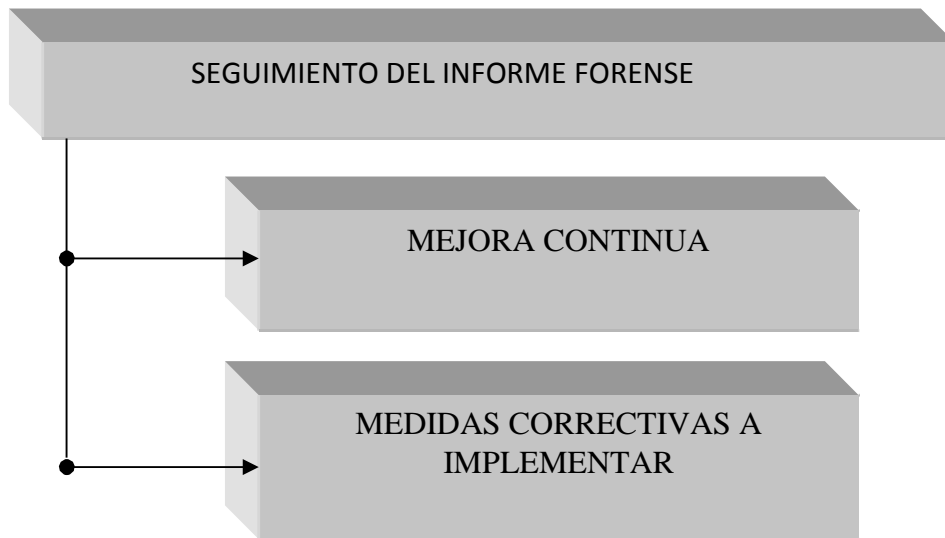 SEGUIMIENTO DEL INFORME FORENSE
MEJORA CONTINUA
MEDIDAS CORRECTIVAS A
IMPLEMENTAR